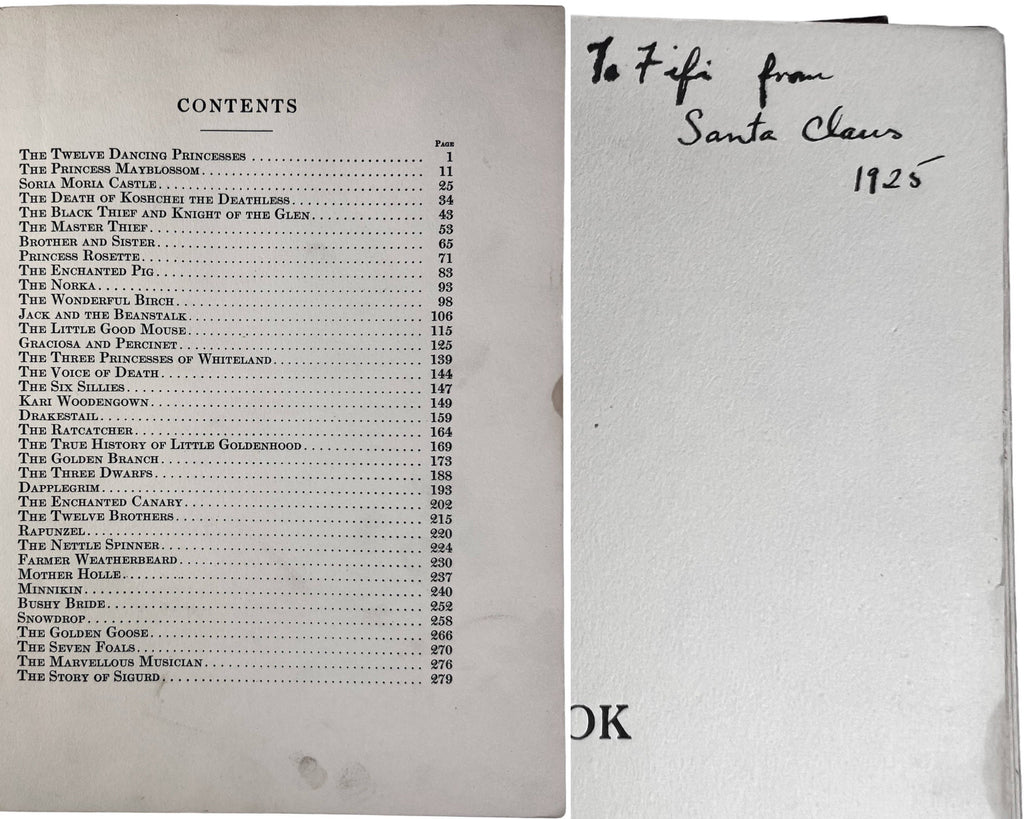 CONTENTS
PAGE
THE TWELVE DANCING PRINCESSES ........................ 1
THE PRINCESS MAYBLOSSOM ........................ 11
SORIA MORIA CASTLE ........................ 25
THE DEATH OF KOSHCHEI THE DEATHLESS ........................ 34
THE BLACK THIEF AND KNIGHT OF THE GLEN ........................ 43
THE MASTER THIEF ........................ 53
BROTHER AND SISTER ........................ 65
PRINCESS ROSETTE ........................ 71
THE ENCHANTED PIG ........................ 83
THE NORKA ........................ 93
THE WONDERFUL BIRCH ........................ 98
JACK AND THE BEANSTALK ........................ 106
THE LITTLE GOOD MOUSE ........................ 115
GRACIOSA AND PERCINET ........................ 125
THE THREE PRINCESSES OF WHITELAND ........................ 139
THE VOICE OF DEATH ........................ 144
THE SIX SILLIES ........................ 147
KARI WOODENGOWN ........................ 149
DRAKESTAIL ........................ 159
THE RATCATCHER ........................ 164
THE TRUE HISTORY OF LITTLE GOLDENHOOD ........................ 169
THE GOLDEN BRANCH ........................ 173
THE THREE DWARFS ........................ 188
DAPPLEGRIM ........................ 193
THE ENCHANTED CANARY ........................ 202
THE TWELVE BROTHERS ........................ 215
RAPUNZEL ........................ 220
THE NETTLE SPINNER ........................ 224
FARMER WEATHERBEARD ........................ 230
MOTHER HOLLE ........................ 237
MINNIKIN ........................ 240
BUSHY BRIDE ........................ 252
SNOWDROP ........................ 258
THE GOLDEN GOOSE ........................ 266
THE SEVEN FOALS ........................ 270
THE MARVELLOUS MUSICIAN ........................ 276
THE STORY OF SIGURD ........................ 279
To Fifi from
Santa Claus
1925
OK